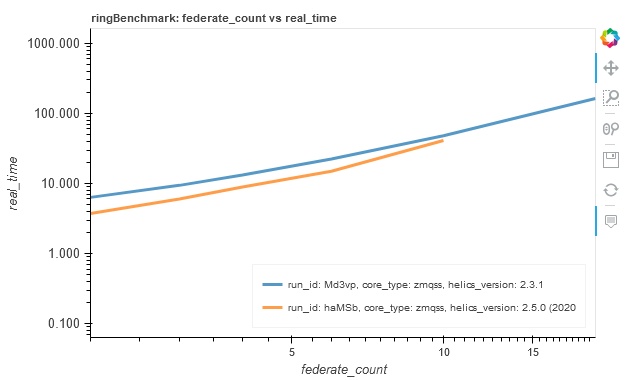 ringBenchmark: federate_count vs real_time
1000.000
100.000
10.000
1.000
0.100
real_time
5
10
15
federate_count
run_id: Md3vp, core_type: zmqss, helics_version: 2.3.1
run_id: haMSb, core_type: zmqss, helics_version: 2.5.0 (2020